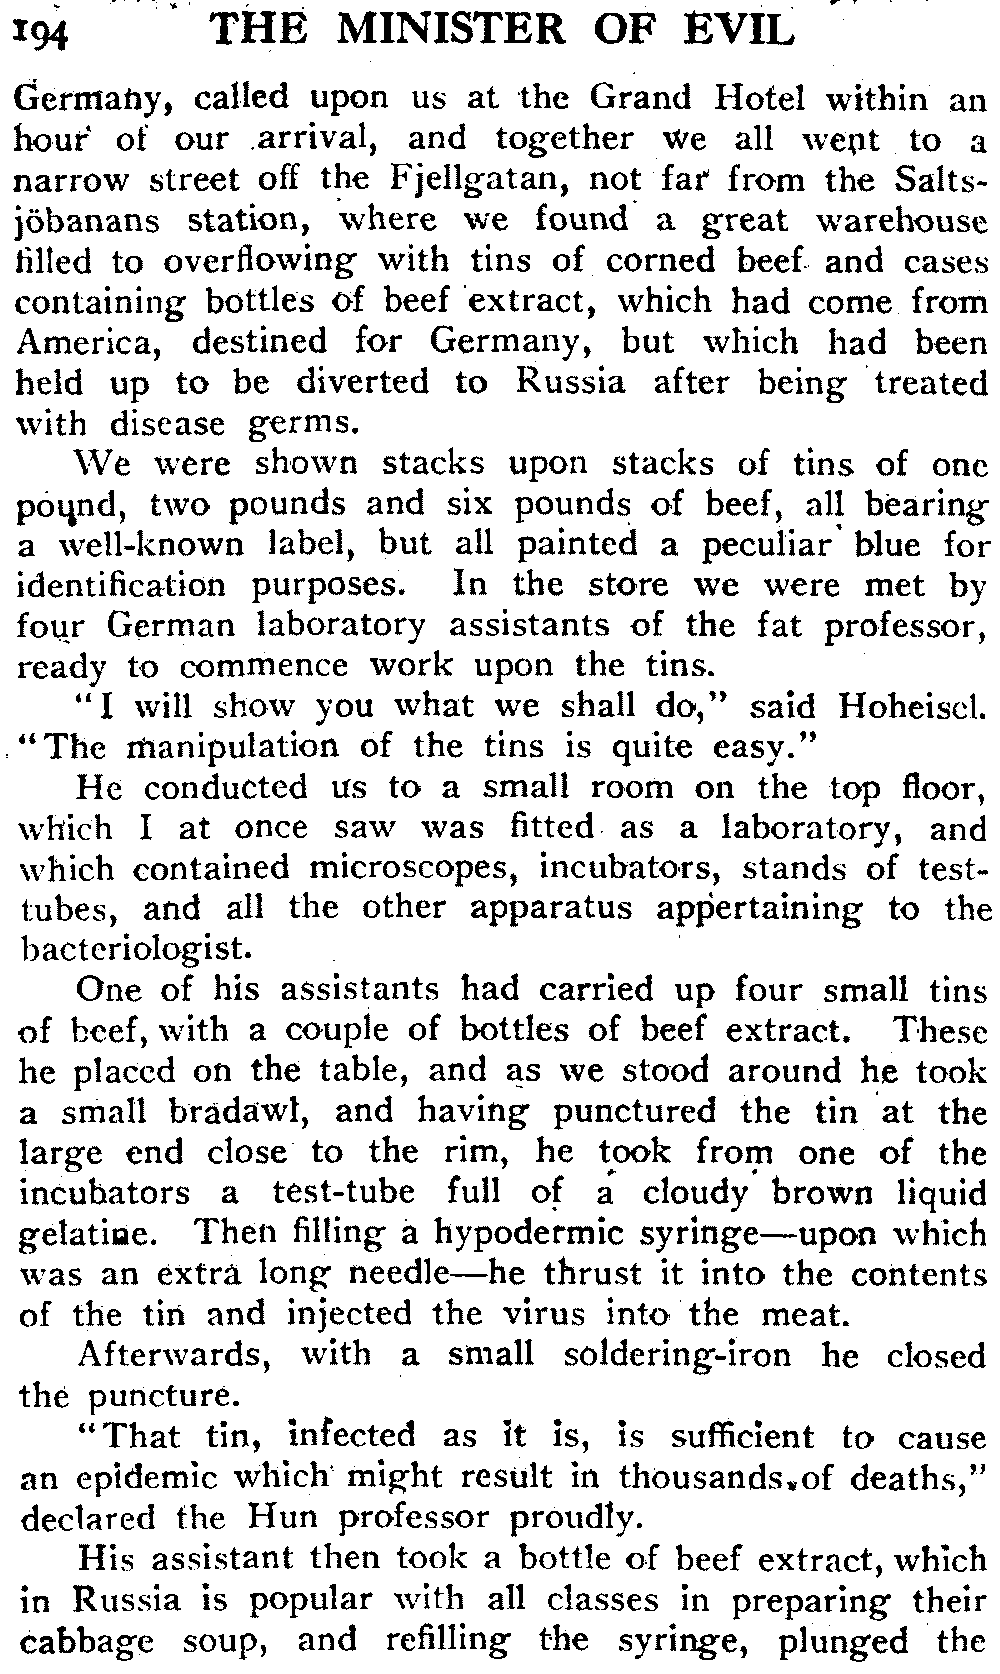 194 THE MINISTER OF EVIL
Germany, called upon us at the Grand Hotel within an
hour of our arrival, and together we all went to a
narrow street off the Fjellgatan, not far from the Salts-
jöbanans station, where we found a great warehouse
filled to overflowing with tins of corned beef and cases
containing bottles of beef extract, which had come from
America, destined for Germany, but which had been
held up to be diverted to Russia after being treated
with disease germs.
We were shown stacks upon stacks of tins of one
pound, two pounds and six pounds of beef, all bearing
a well-known label, but all painted a peculiar blue for
identification purposes. In the store we were met by
four German laboratory assistants of the fat professor,
ready to commence work upon the tins.
"I will show you what we shall do," said Hoheisel.
"The manipulation of the tins is quite easy."
He conducted us to a small room on the top floor,
which I at once saw was fitted as a laboratory, and
which contained microscopes, incubators, stands of test-
tubes, and all the other apparatus appertaining to the
bacteriologist.
One of his assistants had carried up four small tins
of beef, with a couple of bottles of beef extract. These
he placed on the table, and as we stood around he took
a small bradawl, and having punctured the tin at the
large end close to the rim, he took from one of the
incubators a test-tube full of a cloudy brown liquid
gelatine. Then filling a hypodermic syringe—upon which
was an extra long needle—he thrust it into the contents
of the tin and injected the virus into the meat.
Afterwards, with a small soldering-iron he closed
the puncture.
"That tin, infected as it is, is sufficient to cause
an epidemic which might result in thousands of deaths,"
declared the Hun professor proudly.
His assistant then took a bottle of beef extract, which
in Russia is popular with all classes in preparing their
cabbage soup, and refilling the syringe, plunged the